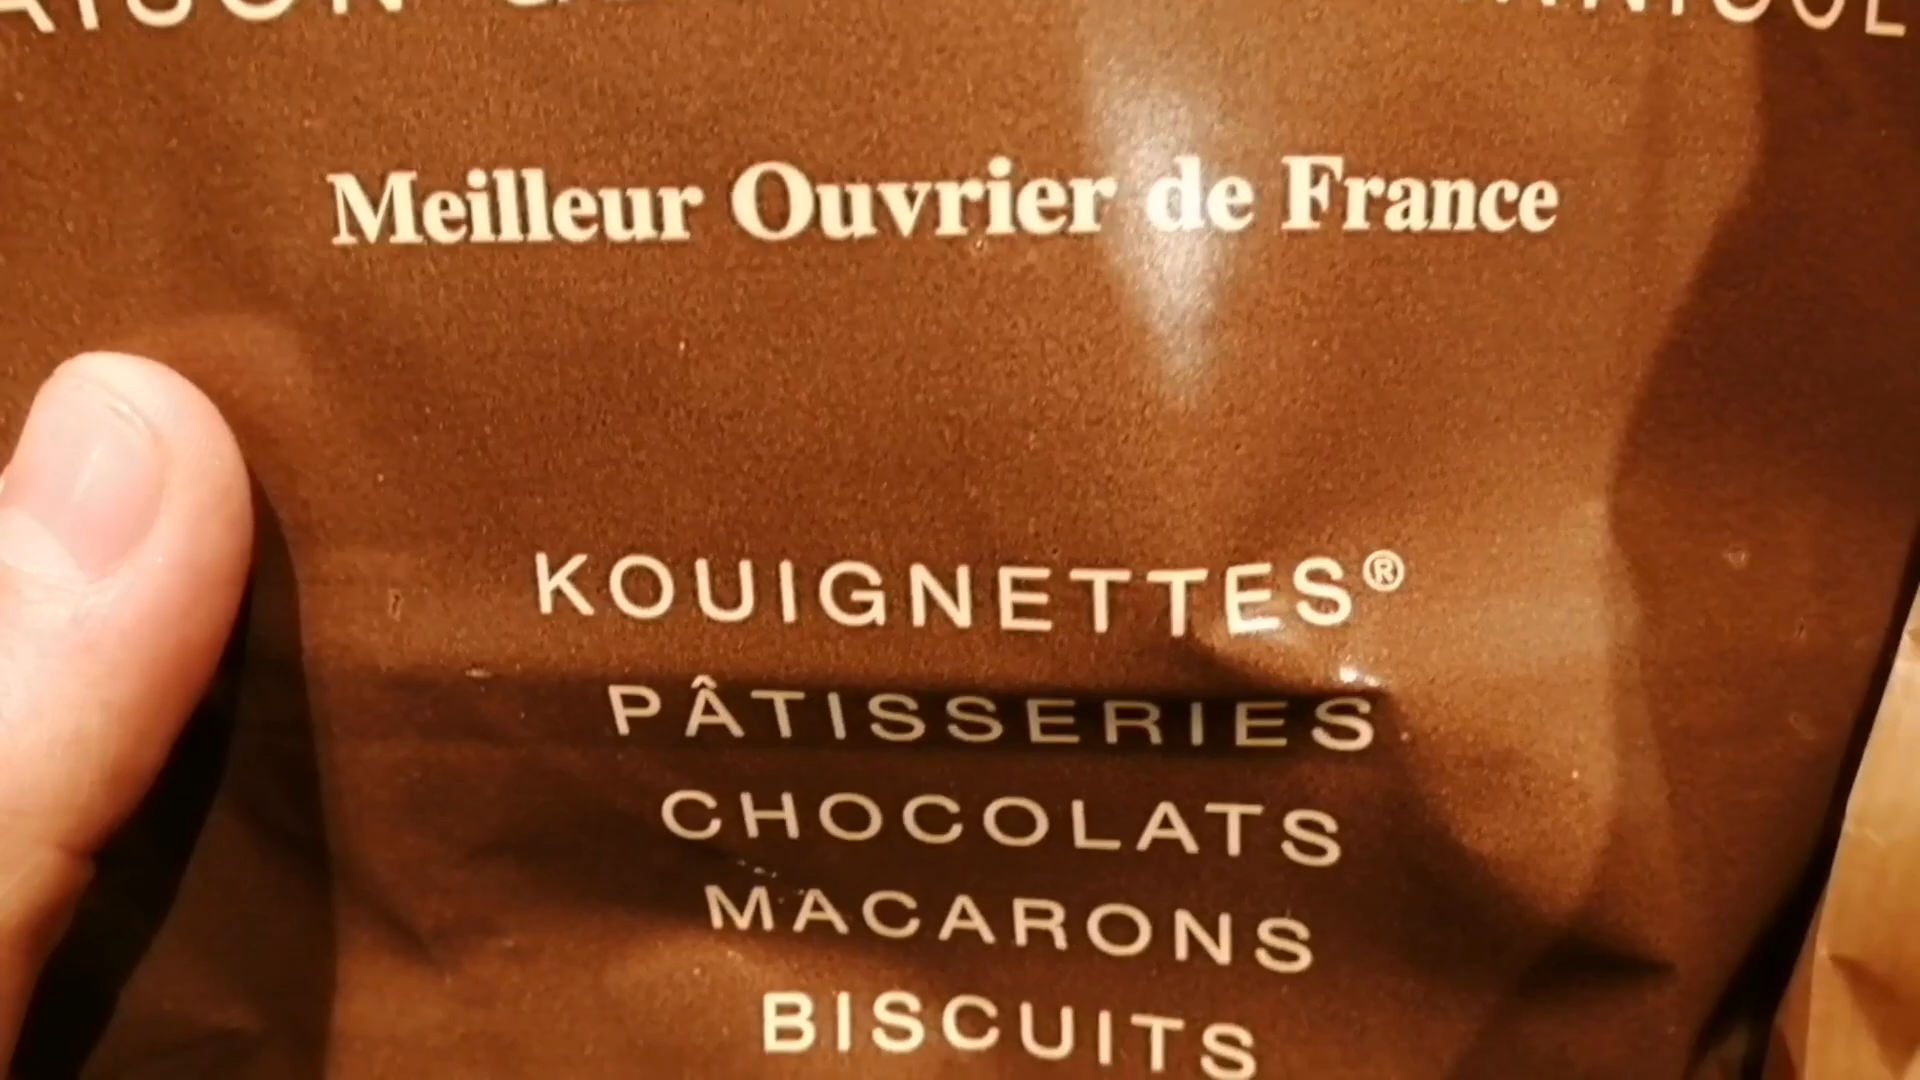 Meilleur Ouvrier de France
KOUIGNETTES®
PÂTISSERIES
CHOCOLATS
MACARONS
BISCUITS